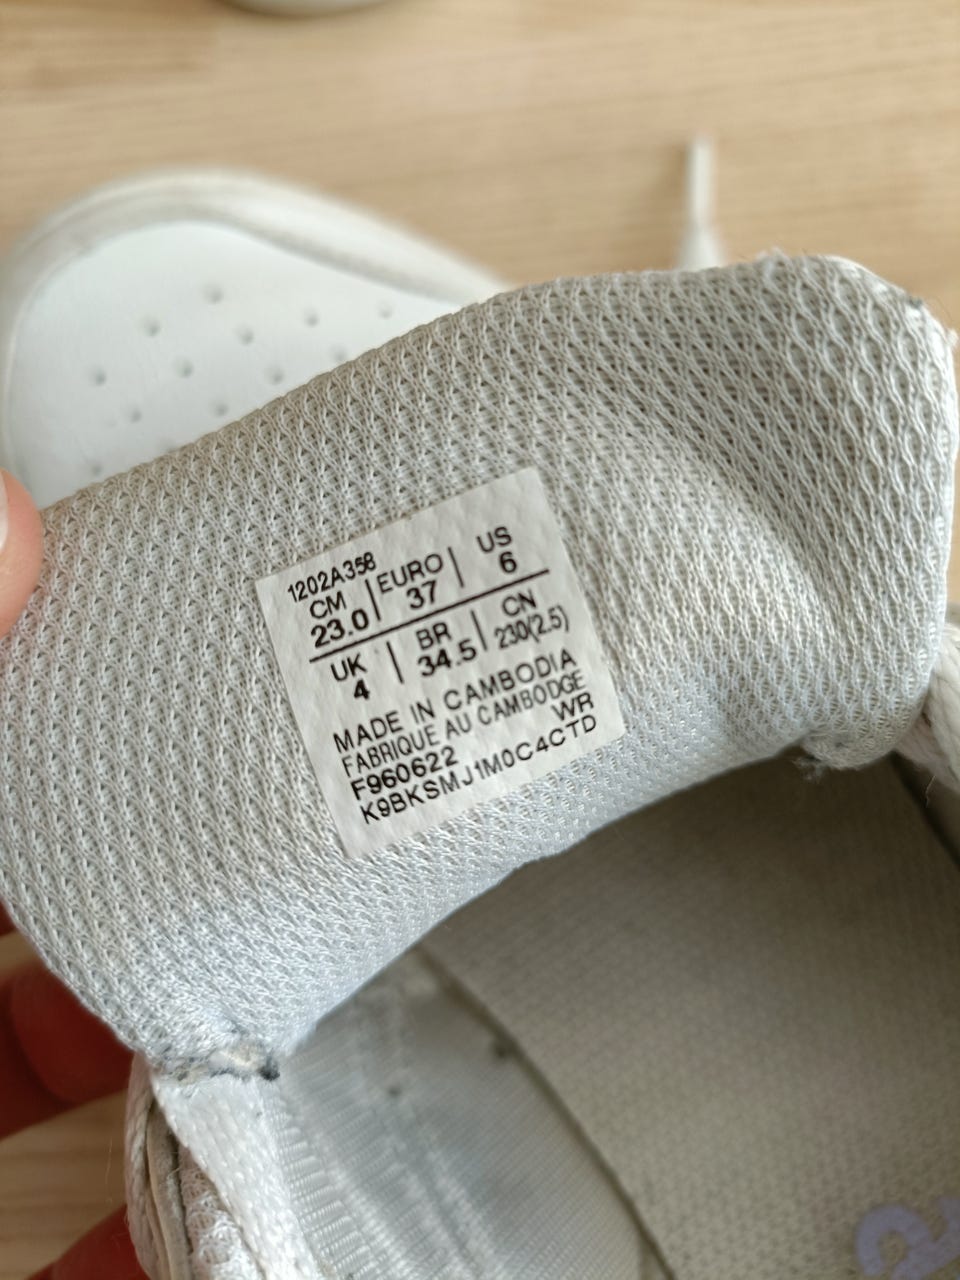 1202A358
CM | EURO | US
23.0 37 6
UK | BR | CN
4 34.5 230(2.5)
MADE IN CAMBODIA
FABRIQUE AU CAMBODGE
F960622 WR
K9BKSMJ1M0C4CTD